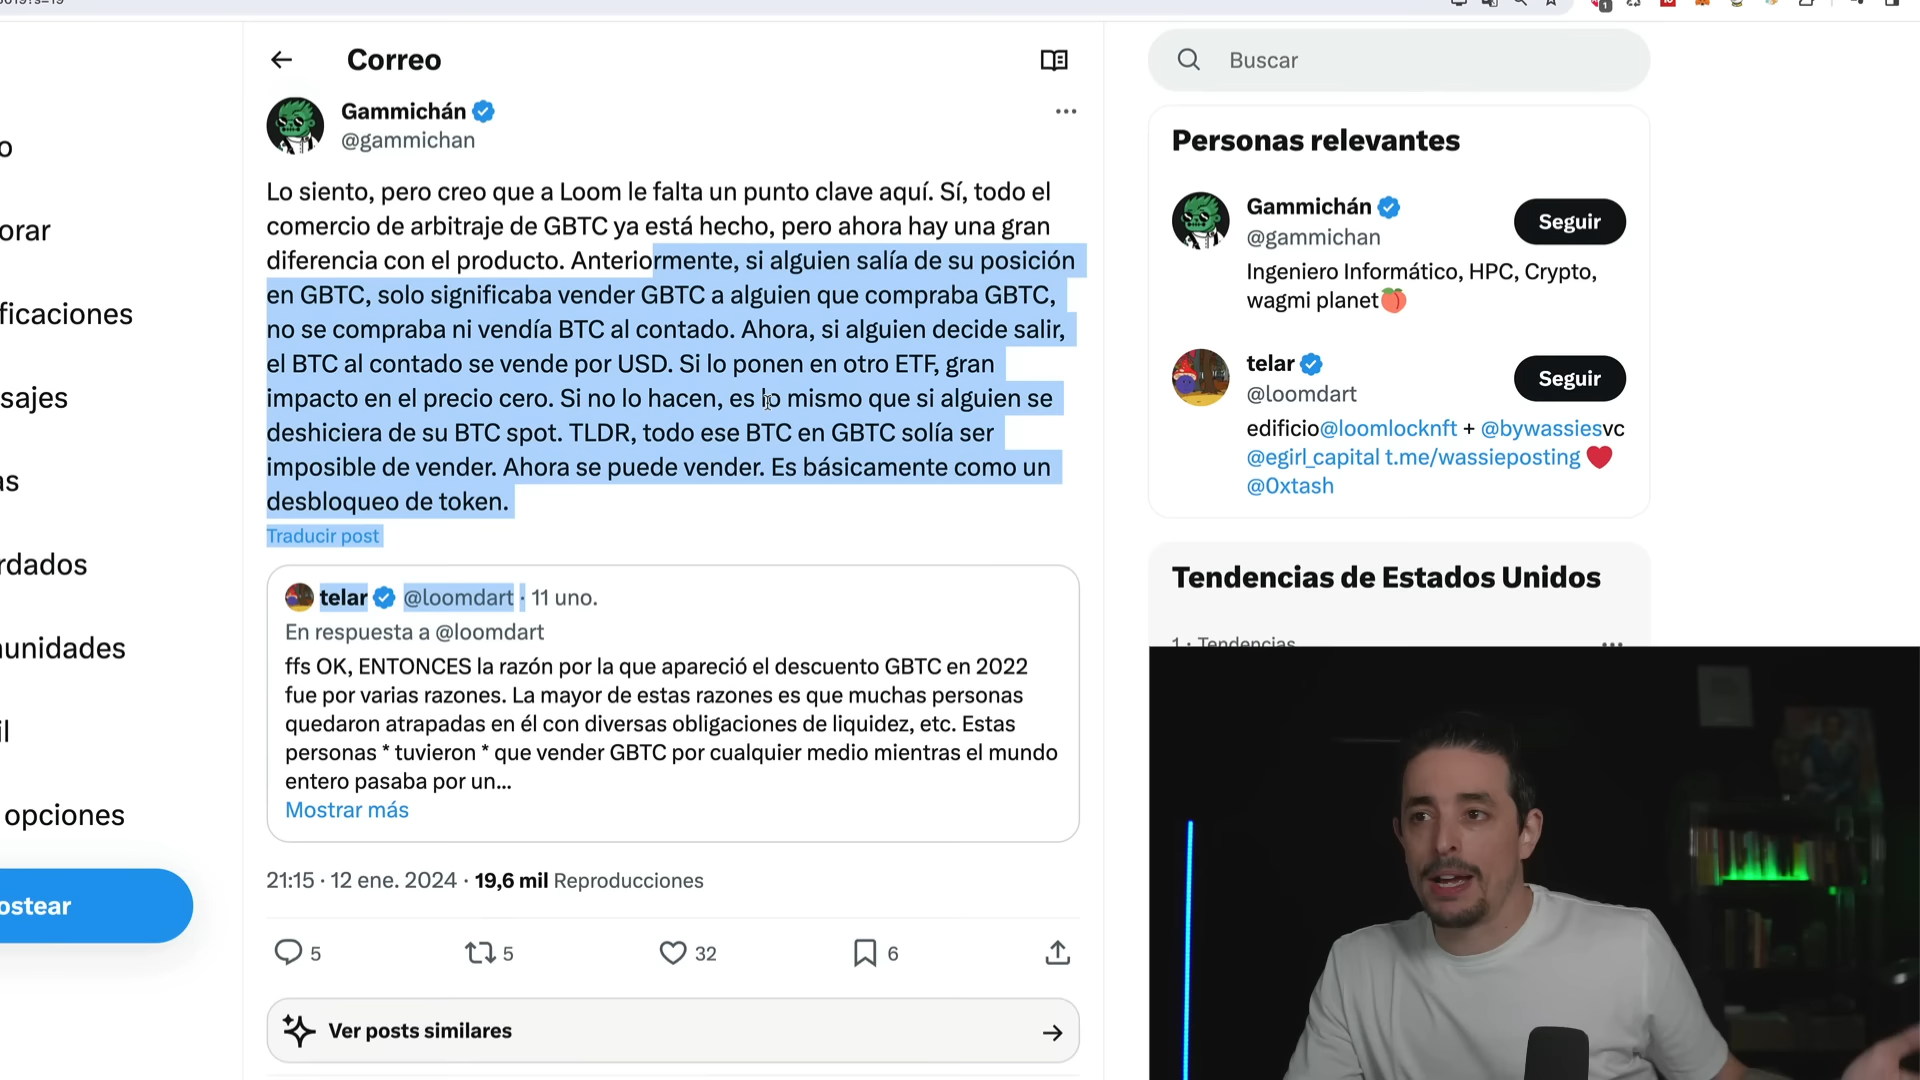 Correo
Gammichán
@gammichan
Lo siento, pero creo que a Loom le falta un punto clave aquí. Sí, todo el
comercio de arbitraje de GBTC ya está hecho, pero ahora hay una gran
diferencia con el producto. Anteriormente, si alguien salía de su posición
en GBTC, solo significaba vender GBTC a alguien que compraba GBTC,
no se compraba ni vendía BTC al contado. Ahora, si alguien decide salir,
el BTC al contado se vende por USD. Si lo ponen en otro ETF, gran
impacto en el precio cero. Si no lo hacen, es lo mismo que si alguien se
deshiciera de su BTC spot. TLDR, todo ese BTC en GBTC solía ser
imposible de vender. Ahora se puede vender. Es básicamente como un
desbloqueo de token.
Traducir post
telar @loomdart · 11 uno.
En respuesta a @loomdart
ffs OK, ENTONCES la razón por la que apareció el descuento GBTC en 2022
fue por varias razones. La mayor de estas razones es que muchas personas
quedaron atrapadas en él con diversas obligaciones de liquidez, etc. Estas
personas * tuvieron * que vender GBTC por cualquier medio mientras el mundo
entero pasaba por un...
Mostrar más
21:15 · 12 ene. 2024 · 19,6 mil Reproducciones
5
5
32
6
Ver posts similares
Buscar
Personas relevantes
Gammichán
@gammichan
Seguir
Ingeniero Informático, HPC, Crypto,
wagmi planet
telar
@loomdart
Seguir
edificio@loomlocknft + @bywassiesvc
@egirl_capital t.me/wassieposting
@0xtash
Tendencias de Estados Unidos
1 · Tendencias
o
orar
ificaciones
sajes
as
rdados
unidades
il
opciones
ostear